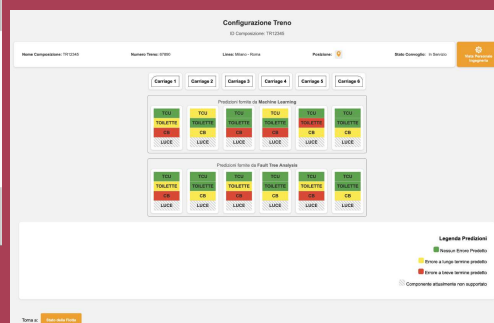 Configurazione Treno
ID Composizione: TR12345
Nome Composizione: TR12345 Numero Treno: 87890 Linea: Milano - Roma Posizione: Stato Convoglio: In Servizio
Carriage 1 Carriage 2 Carriage 3 Carriage 4 Carriage 5 Carriage 6
Predizioni fornite da Machine Learning
TCU TCU TCU TCU TCU TCU
TOILETTE TOILETTE TOILETTE TOILETTE TOILETTE TOILETTE
CB CB CB CB CB CB
LUCE LUCE LUCE LUCE LUCE LUCE
Predizioni fornite da Fault Tree Analysis
TCU TCU TCU TCU TCU TCU
TOILETTE TOILETTE TOILETTE TOILETTE TOILETTE TOILETTE
CB CB CB CB CB CB
LUCE LUCE LUCE LUCE LUCE LUCE
Legenda Predizioni
Nessun Errore Predetto
Errore a lungo termine predetto
Errore a breve termine predetto
Componente attualmente non supportato
Torna a: Stato della Flotta